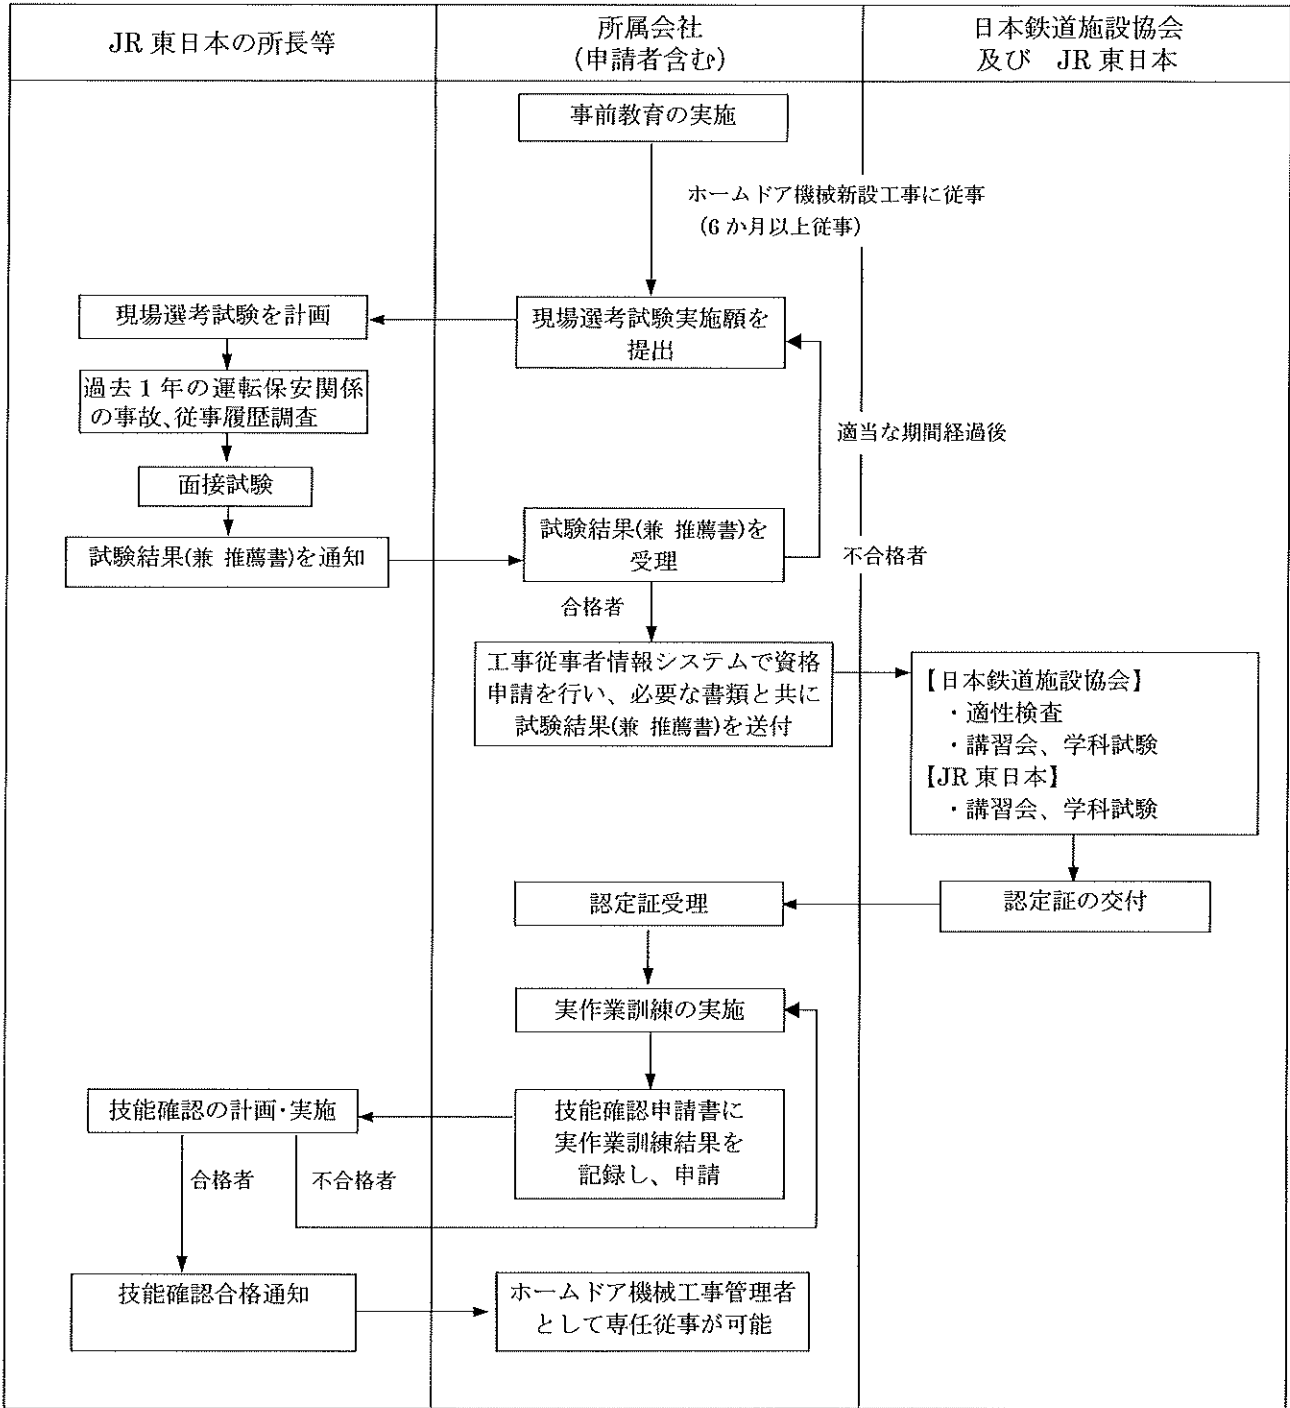 JR 東日本の所長等
所属会社
(申請者含む)
日本鉄道施設協会
及び JR 東日本
事前教育の実施
ホームドア機械新設工事に従事
(6 か月以上従事)
現場選考試験実施願を
提出
現場選考試験を計画
過去 1 年の運転保安関係
の事故、従事履歴調査
面接試験
試験結果(兼 推薦書)を通知
適当な期間経過後
試験結果(兼 推薦書)を
受理
不合格者
合格者
工事従事者情報システムで資格
申請を行い、必要な書類と共に
試験結果(兼 推薦書)を送付
【日本鉄道施設協会】
・適性検査
・講習会、学科試験
【JR 東日本】
・講習会、学科試験
認定証の交付
認定証受理
実作業訓練の実施
技能確認申請書に
実作業訓練結果を
記録し、申請
技能確認の計画・実施
合格者
不合格者
技能確認合格通知
ホームドア機械工事管理者
として専任従事が可能